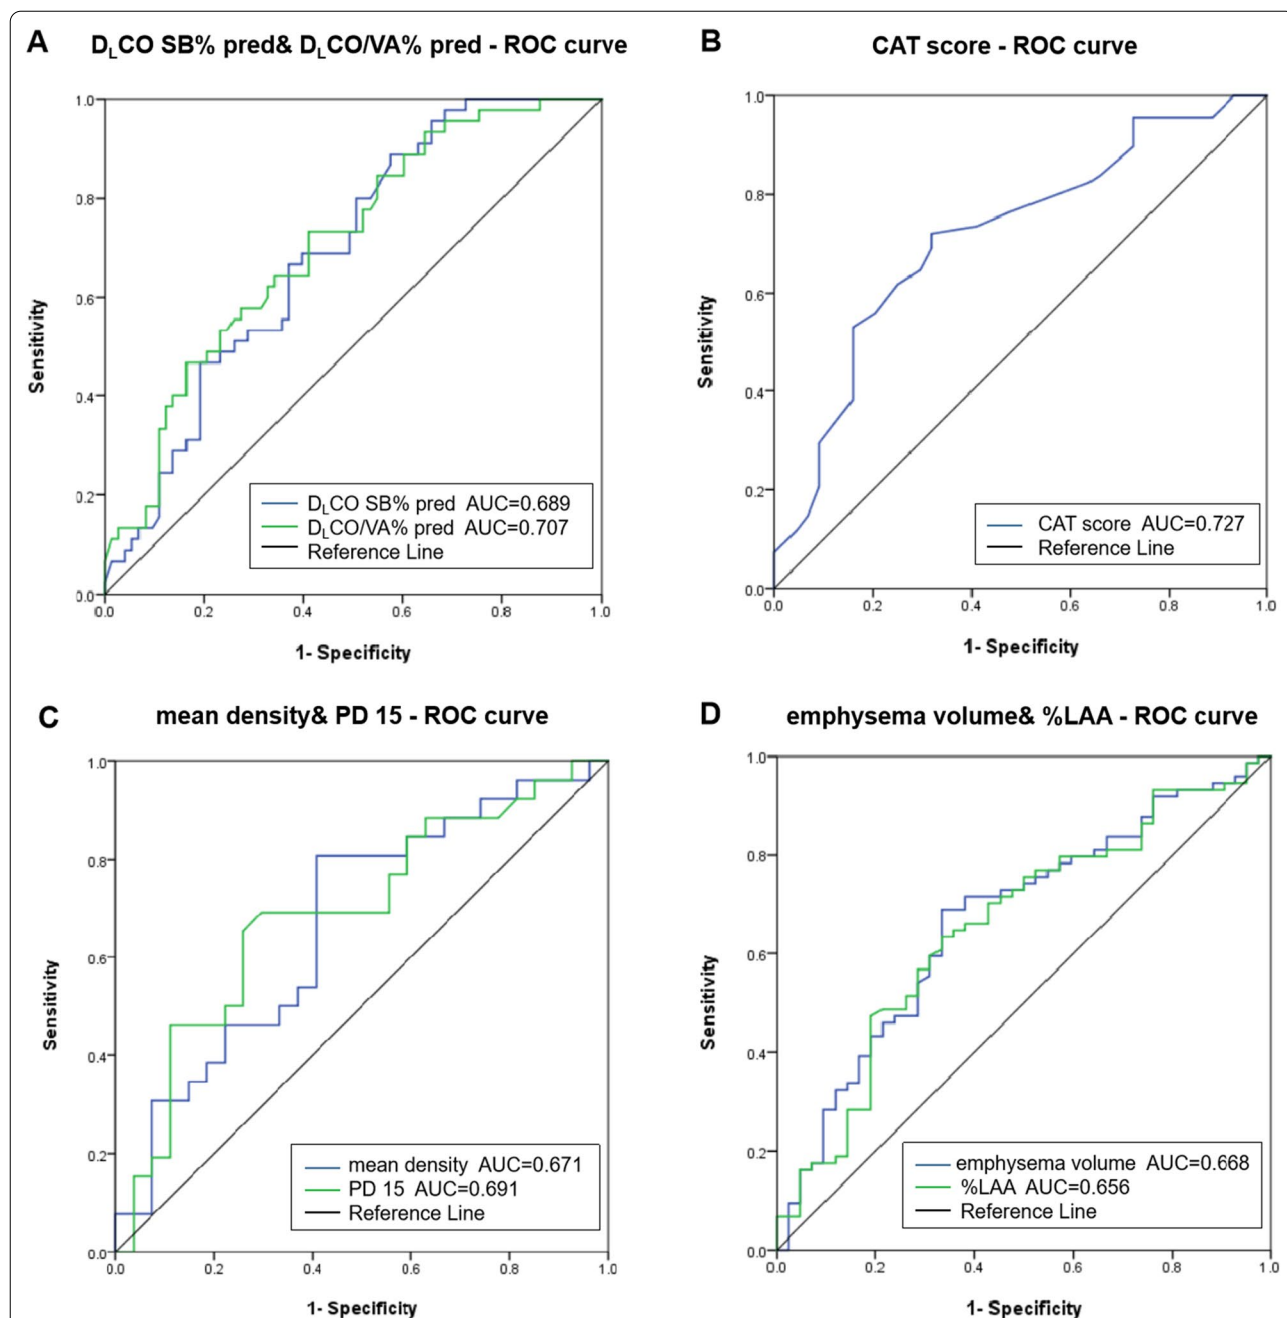 A
D_LCO SB% pred& D_LCO/VA% pred - ROC curve
1.0
0.8
0.6
0.4
0.2
0.0
0.0 0.2 0.4 0.6 0.8 1.0
Sensitivity
1- Specificity
D_LCO SB% pred AUC=0.689
D_LCO/VA% pred AUC=0.707
Reference Line
B
CAT score - ROC curve
1.0
0.8
0.6
0.4
0.2
0.0
0.0 0.2 0.4 0.6 0.8 1.0
Sensitivity
1- Specificity
CAT score AUC=0.727
Reference Line
C
mean density& PD 15 - ROC curve
1.0
0.8
0.6
0.4
0.2
0.0
0.0 0.2 0.4 0.6 0.8 1.0
Sensitivity
1- Specificity
mean density AUC=0.671
PD 15 AUC=0.691
Reference Line
D
emphysema volume& %LAA - ROC curve
1.0
0.8
0.6
0.4
0.2
0.0
0.0 0.2 0.4 0.6 0.8 1.0
Sensitivity
1- Specificity
emphysema volume AUC=0.668
%LAA AUC=0.656
Reference Line